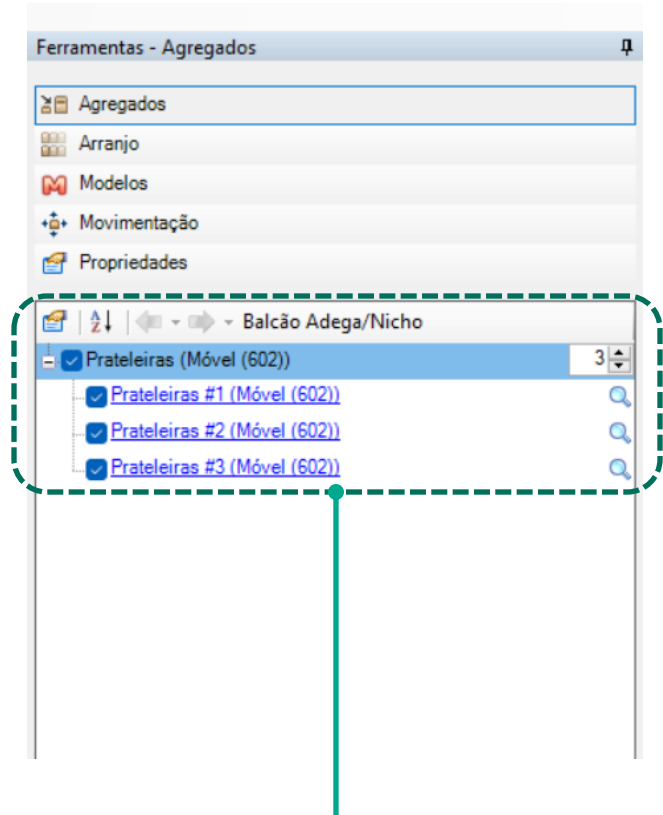 Ferramentas - Agregados
Agregados
Arranjo
Modelos
Movimentação
Propriedades
Balcão Adega/Nicho
Prateleiras (Móvel (602)) 3
Prateleiras #1 (Móvel (602))
Prateleiras #2 (Móvel (602))
Prateleiras #3 (Móvel (602))